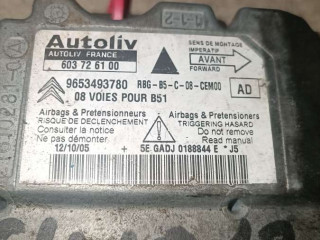 Autoliv
AUTOLIV FRANCE
603 72 61 00
SENS DE MONTAGE
IMPERATIF
AVANT
FORWARD
9653493780 RBG-B5-C-08-CEM00
08 VOIES POUR B51
AD
Airbags & Pretensionneurs
RISQUE DE DECLENCHEMENT
Consulter la notice
Ne pas démonter
Airbags & Pretensioners
TRIGGERING HASARD
Do not remove
Read manual
12/10/05 + 5E GADJ 0188844 E * J5